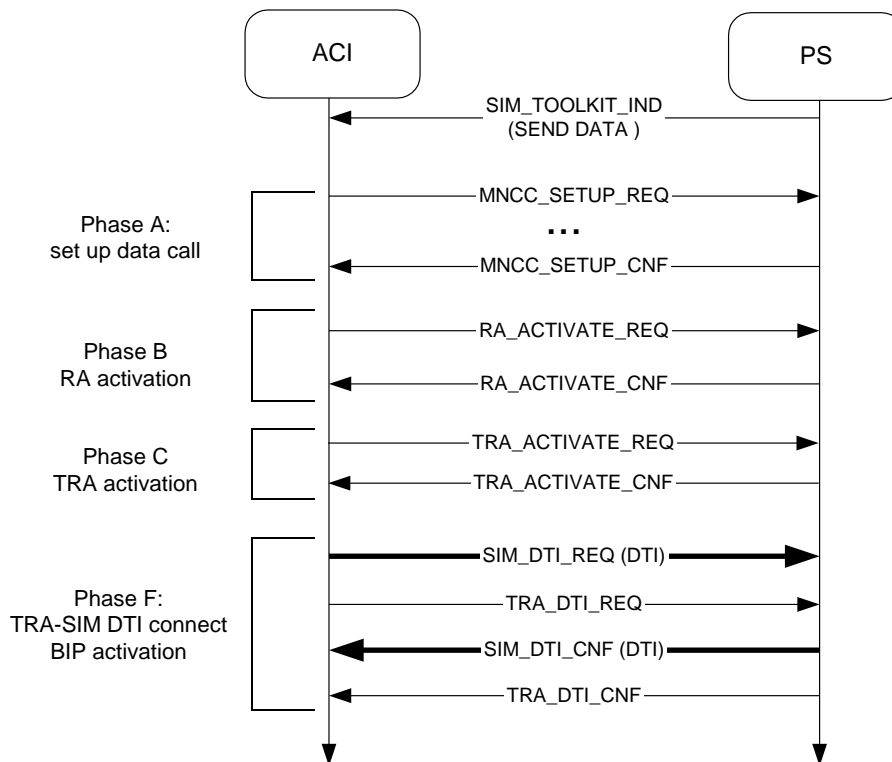 ACI
PS
SIM_TOOLKIT_IND
(SEND DATA )
Phase A:
set up data call
MNCC_SETUP_REQ
...
MNCC_SETUP_CNF
Phase B
RA activation
RA_ACTIVATE_REQ
RA_ACTIVATE_CNF
Phase C
TRA activation
TRA_ACTIVATE_REQ
TRA_ACTIVATE_CNF
Phase F:
TRA-SIM DTI connect
BIP activation
SIM_DTI_REQ (DTI)
TRA_DTI_REQ
SIM_DTI_CNF (DTI)
TRA_DTI_CNF